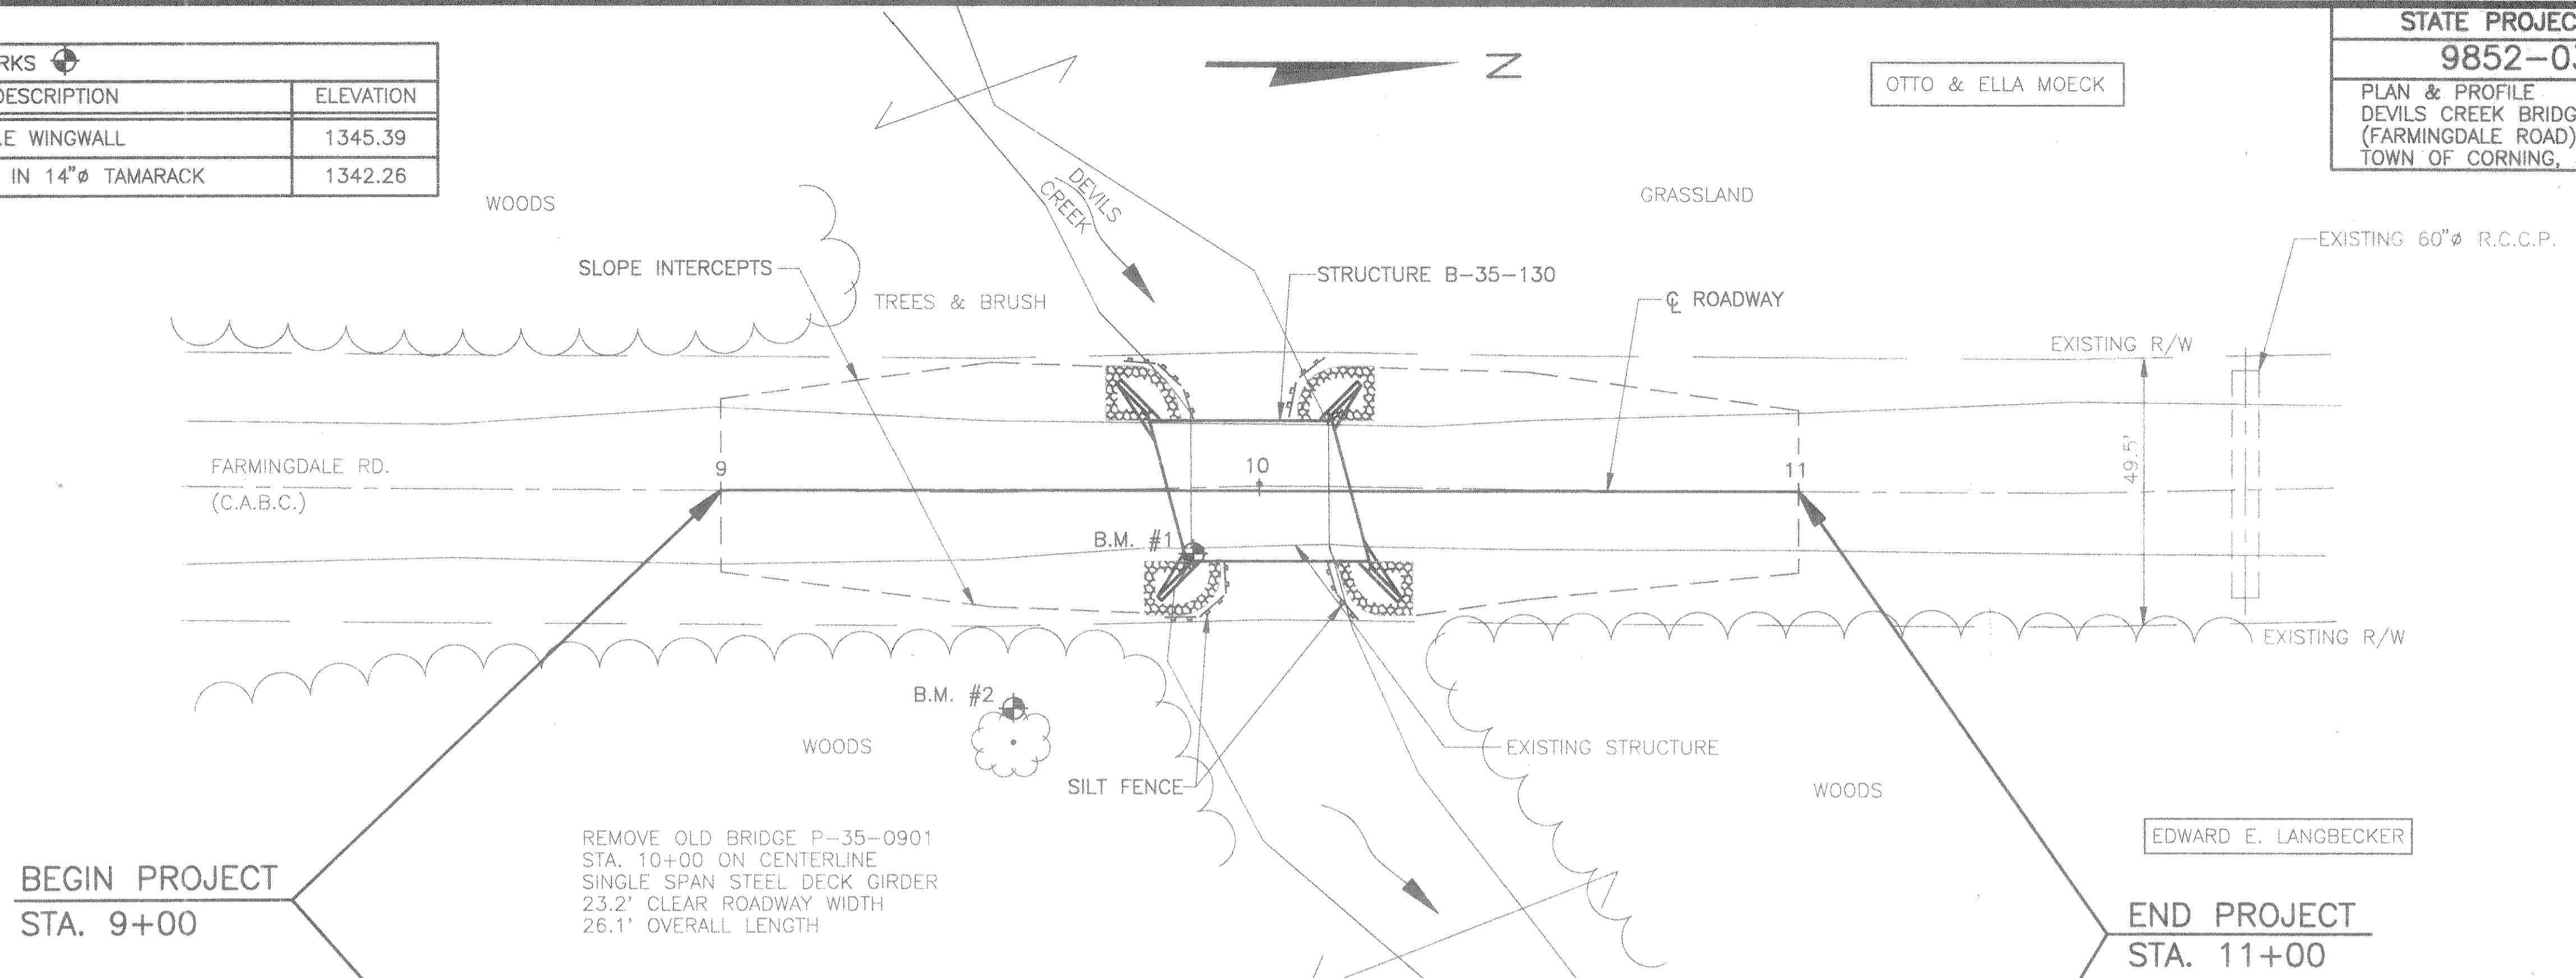 RKS
DESCRIPTION ELEVATION
WINGWALL 1345.39
IN 14"ø TAMARACK 1342.26
N
OTTO & ELLA MOECK
STATE PROJEC
9852-0
PLAN & PROFILE
DEVILS CREEK BRIDG
(FARMINGDALE ROAD)
TOWN OF CORNING,
WOODS
DEVILS
CREEK
GRASSLAND
EXISTING 60"ø R.C.C.P.
SLOPE INTERCEPTS
STRUCTURE B-35-130
TREES & BRUSH
℄ ROADWAY
EXISTING R/W
FARMINGDALE RD.
(C.A.B.C.)
9
10
11
49.5'
B.M. #1
EXISTING R/W
B.M. #2
WOODS
EXISTING STRUCTURE
SILT FENCE
WOODS
REMOVE OLD BRIDGE P-35-0901
STA. 10+00 ON CENTERLINE
SINGLE SPAN STEEL DECK GIRDER
23.2' CLEAR ROADWAY WIDTH
26.1' OVERALL LENGTH
EDWARD E. LANGBECKER
BEGIN PROJECT
STA. 9+00
END PROJECT
STA. 11+00